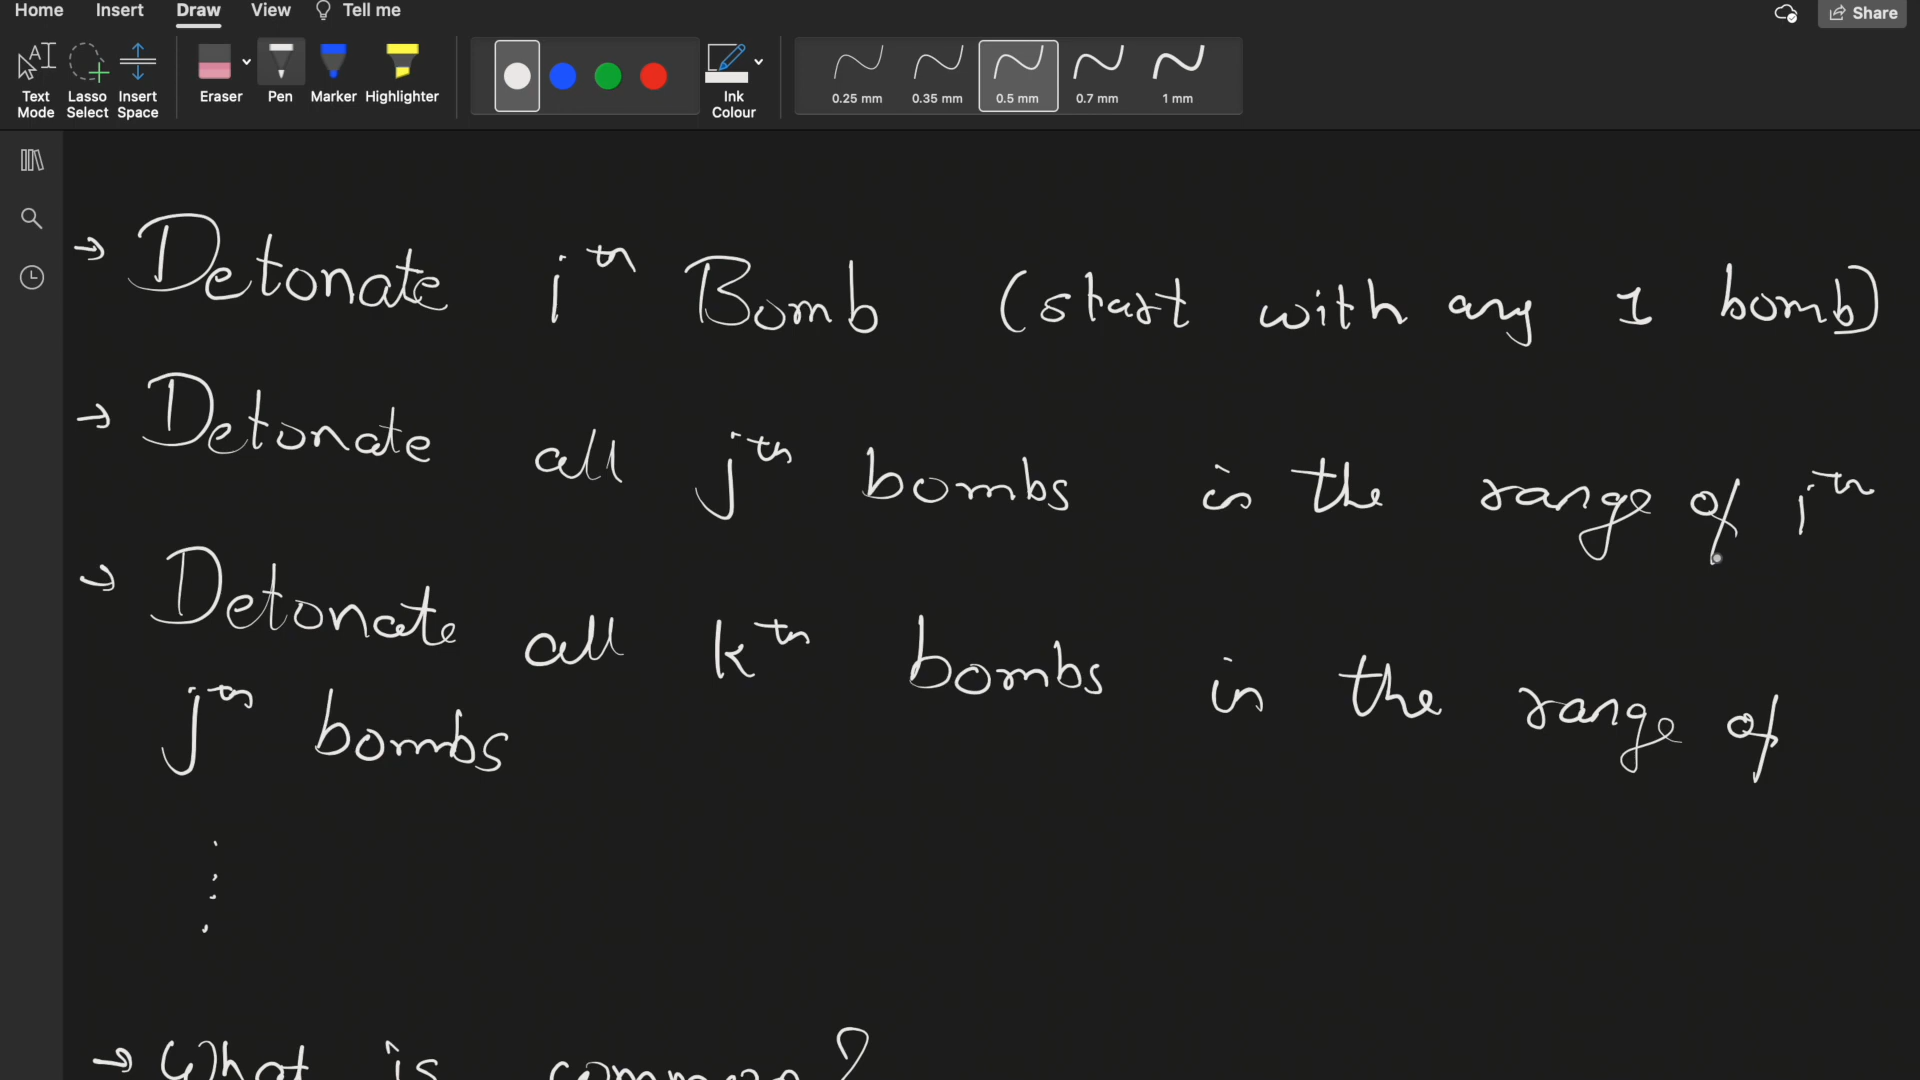 Home Insert Draw View Tell me Share
Text Mode Lasso Select Insert Space Eraser Pen Marker Highlighter Ink Colour 0.25 mm 0.35 mm 0.5 mm 0.7 mm 1 mm
→ Detonate ith Bomb (start with any 1 bomb)
→ Detonate all jth bombs in the range of ith
→ Detonate all kth bombs in the range of
jth bombs
→ What is common?